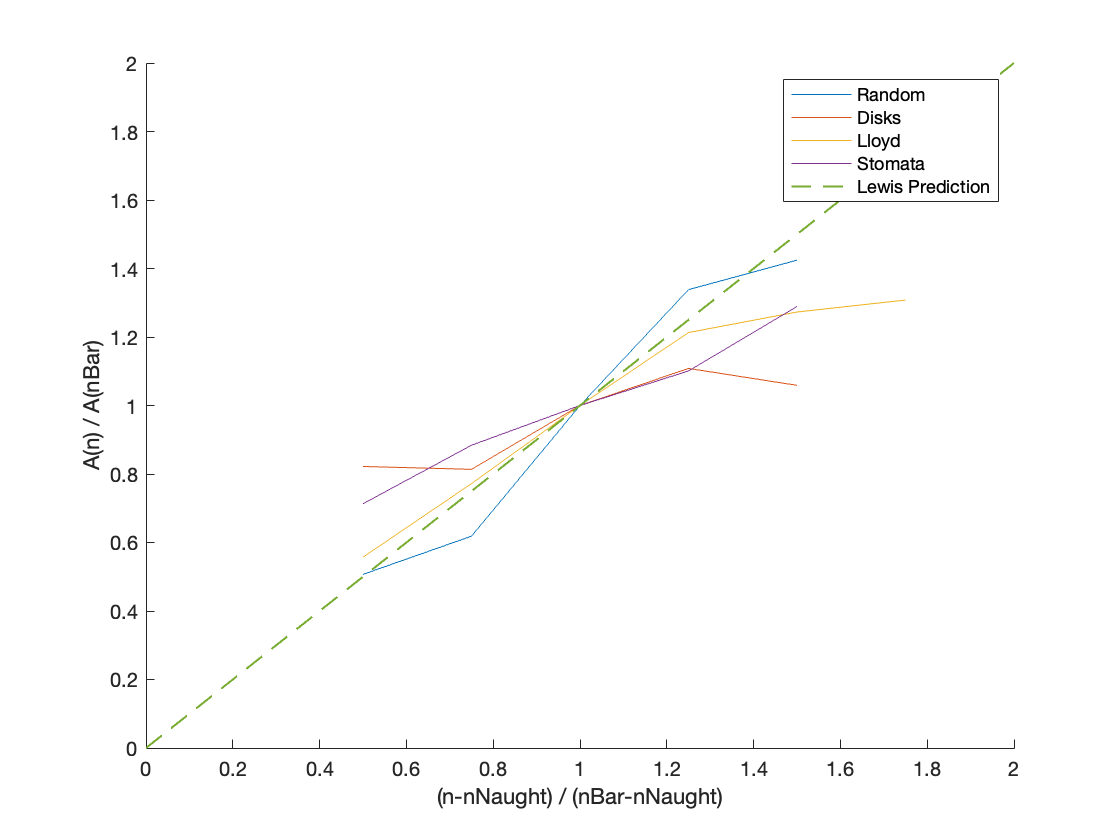 2
1.8
1.6
1.4
1.2
1
0.8
0.6
0.4
0.2
0
A(n) / A(nBar)
Random
Disks
Lloyd
Stomata
Lewis Prediction
0 0.2 0.4 0.6 0.8 1 1.2 1.4 1.6 1.8 2
(n-nNaught) / (nBar-nNaught)